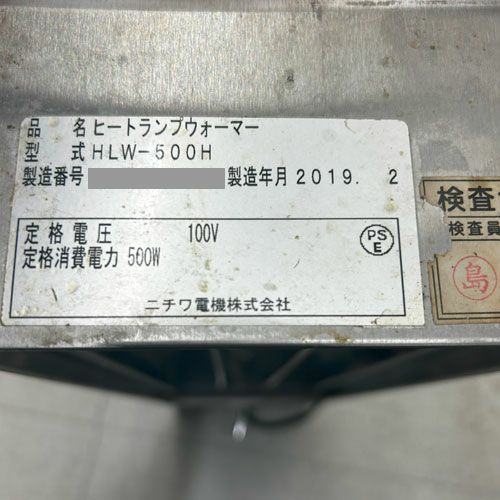 品 名 ヒートランプウォーマー
型 式 HLW-500H
製造番号 製造年月 2019. 2
定格電圧 100V
定格消費電力 500W
PS
E
ニチワ電機株式会社
検査
検査員
島